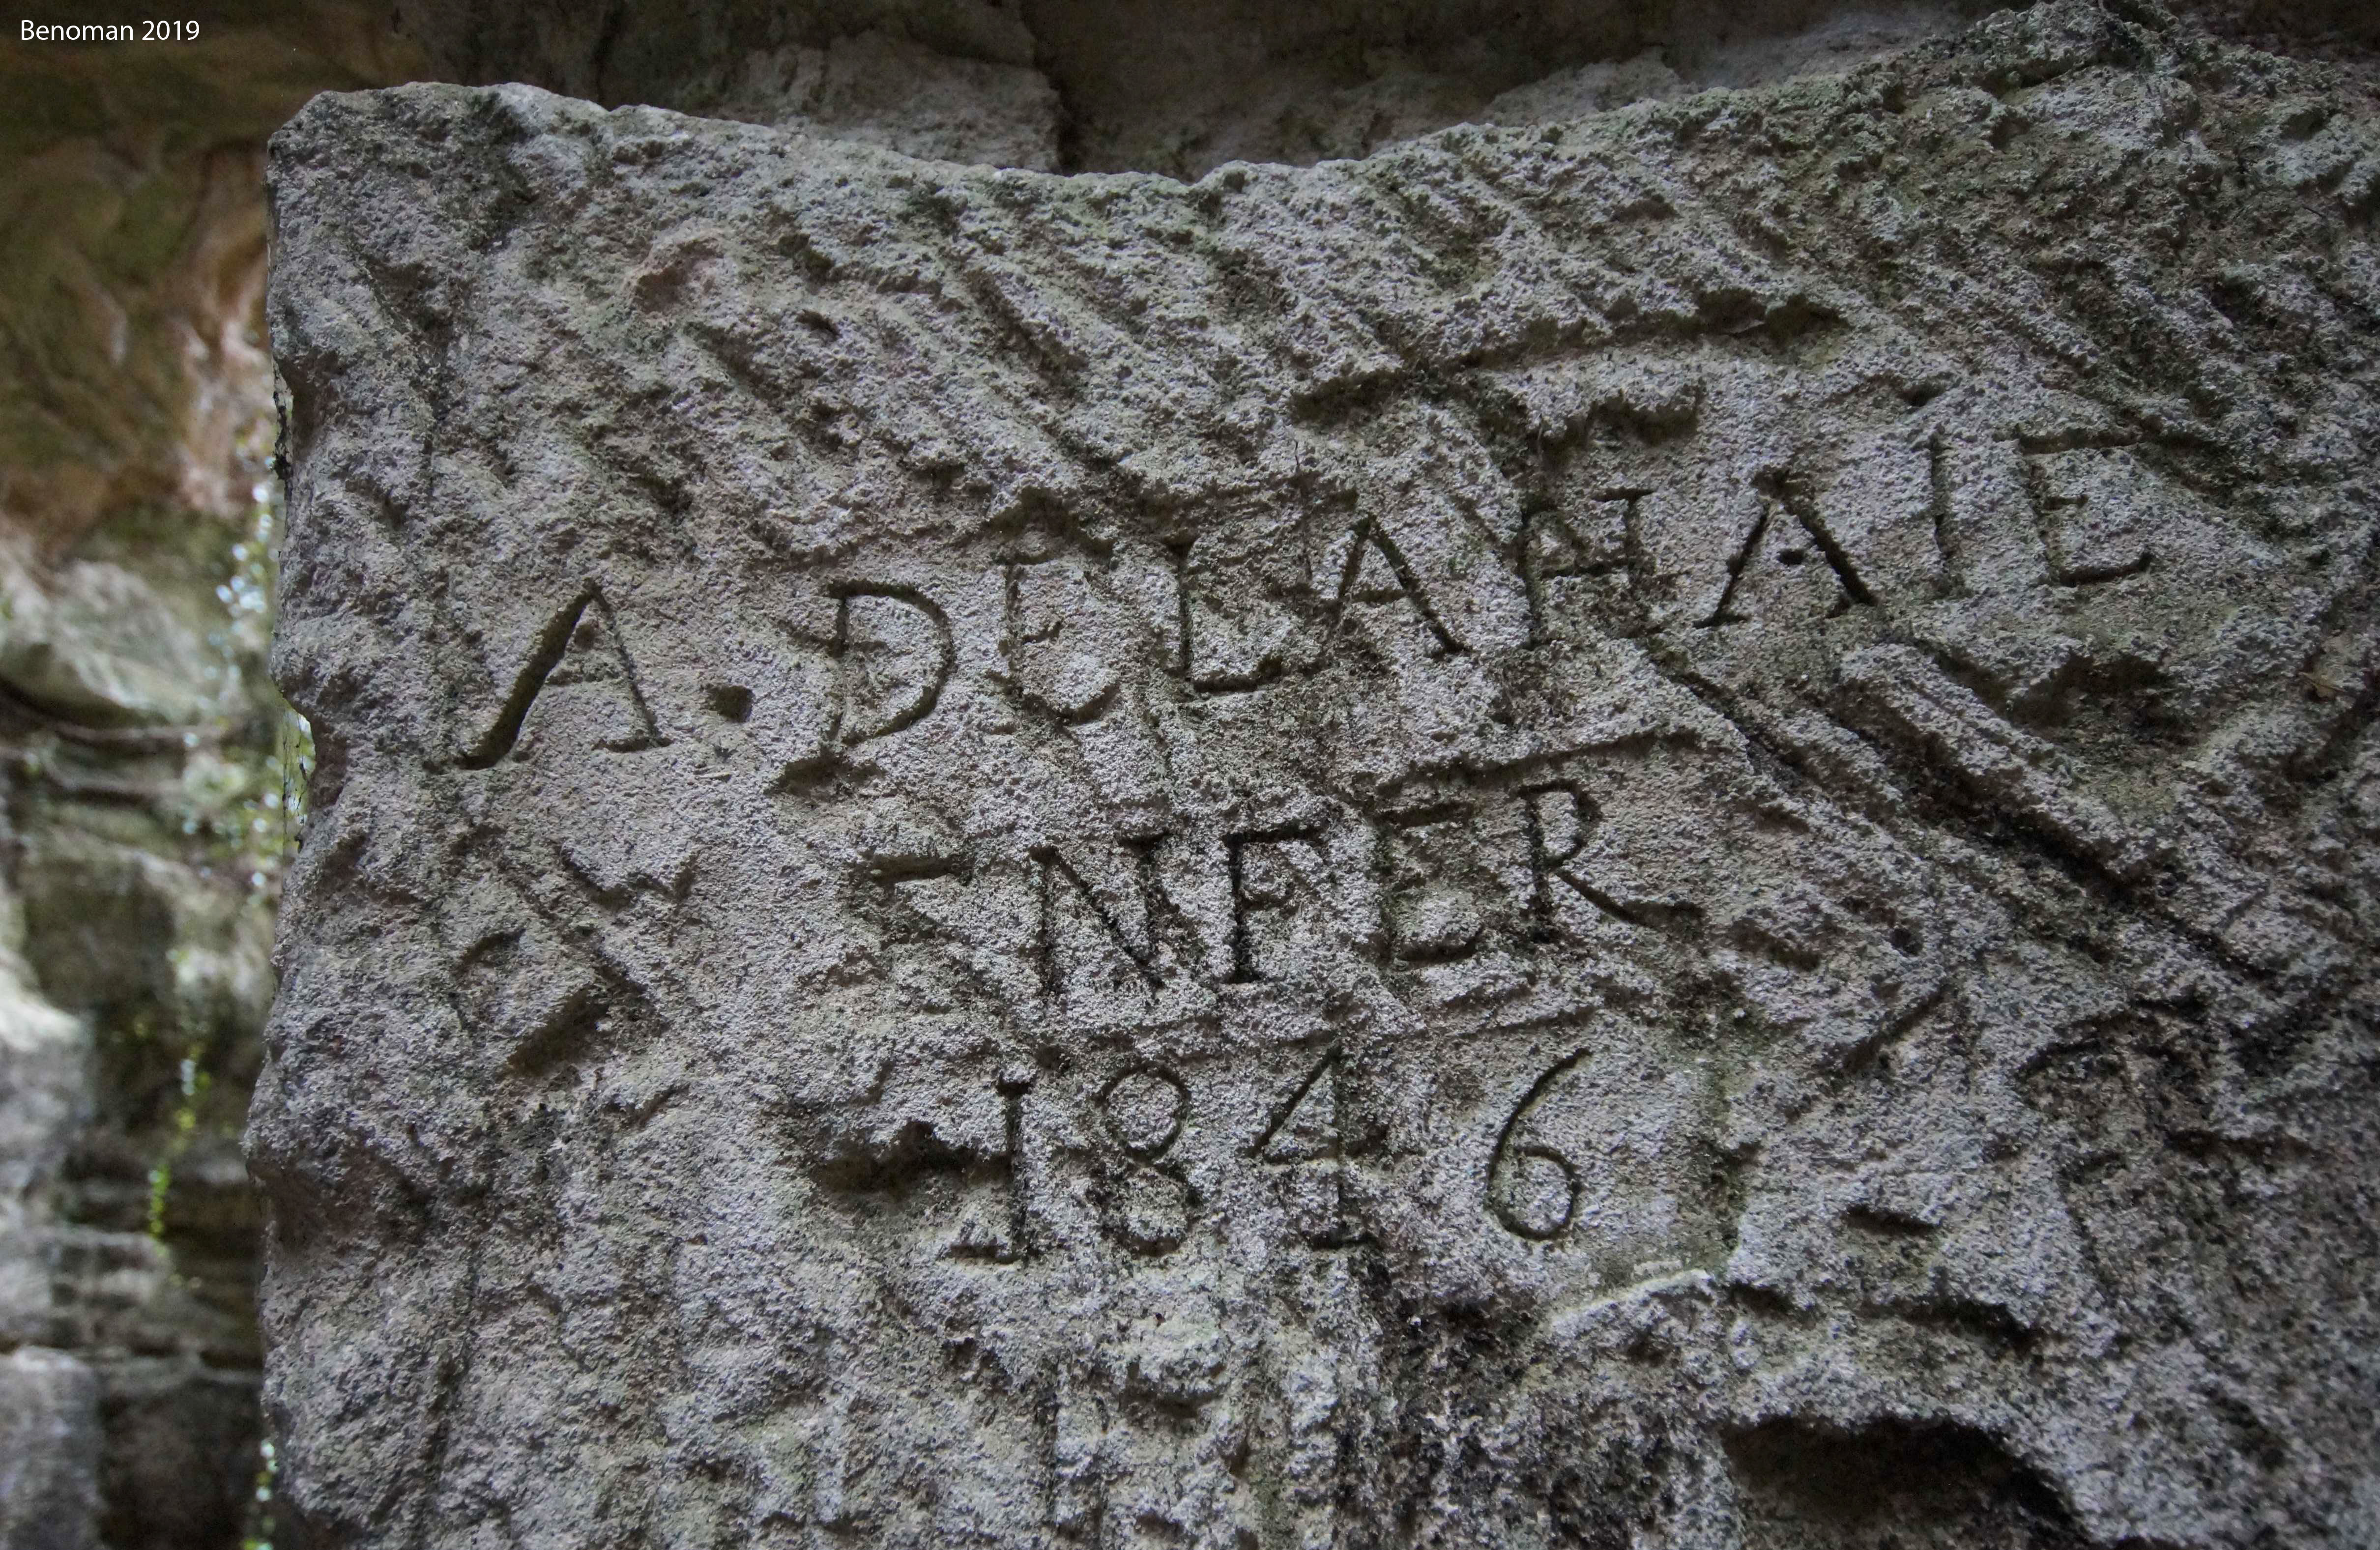 Benoman 2019
A. DELAHAIE
ENFER
1846